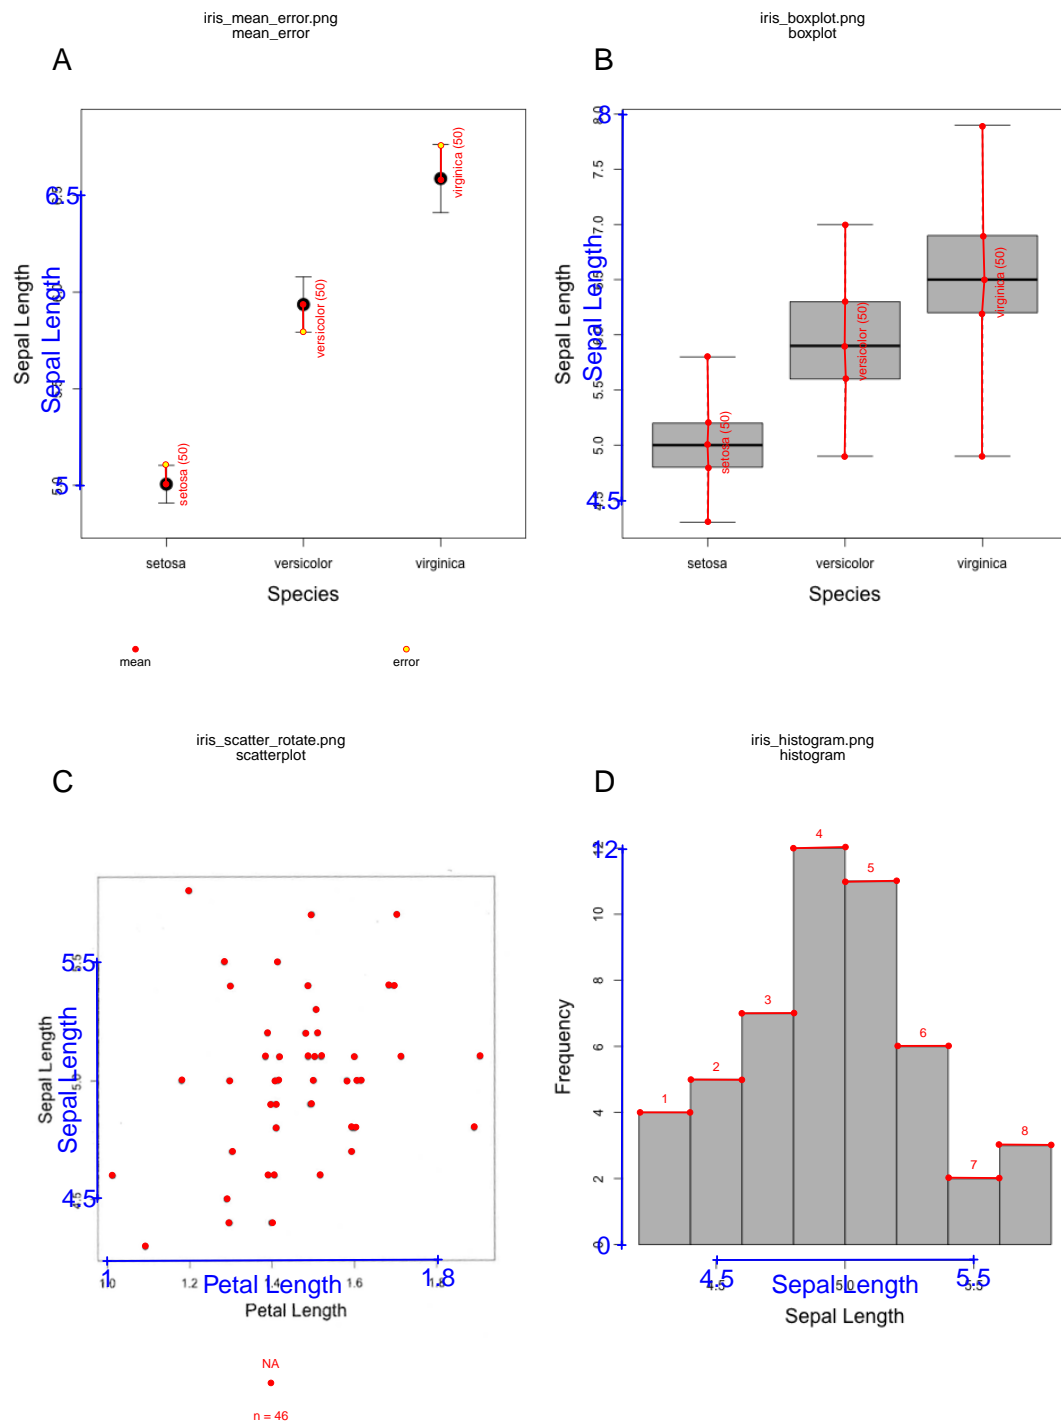 iris_mean_error.png
mean_error
A
Sepal Length
Sepal Length
6.5
5
setosa (50)
versicolor (50)
virginica (50)
setosa
versicolor
virginica
Species
mean
error
iris_boxplot.png
boxplot
B
Sepal Length
Sepal Length
8
7.5
7.0
5.5
5.0
4.5
setosa (50)
versicolor (50)
virginica (50)
setosa
versicolor
virginica
Species
iris_scatter_rotate.png
scatterplot
C
Sepal Length
Sepal Length
5.5
4.5
1
1.2
1.4
1.6
1.8
Petal Length
Petal Length
NA
n = 46
iris_histogram.png
histogram
D
Frequency
12
10
8
6
4
2
0
1
2
3
4
5
6
7
8
4.5
5.0
5.5
Sepal Length
Sepal Length